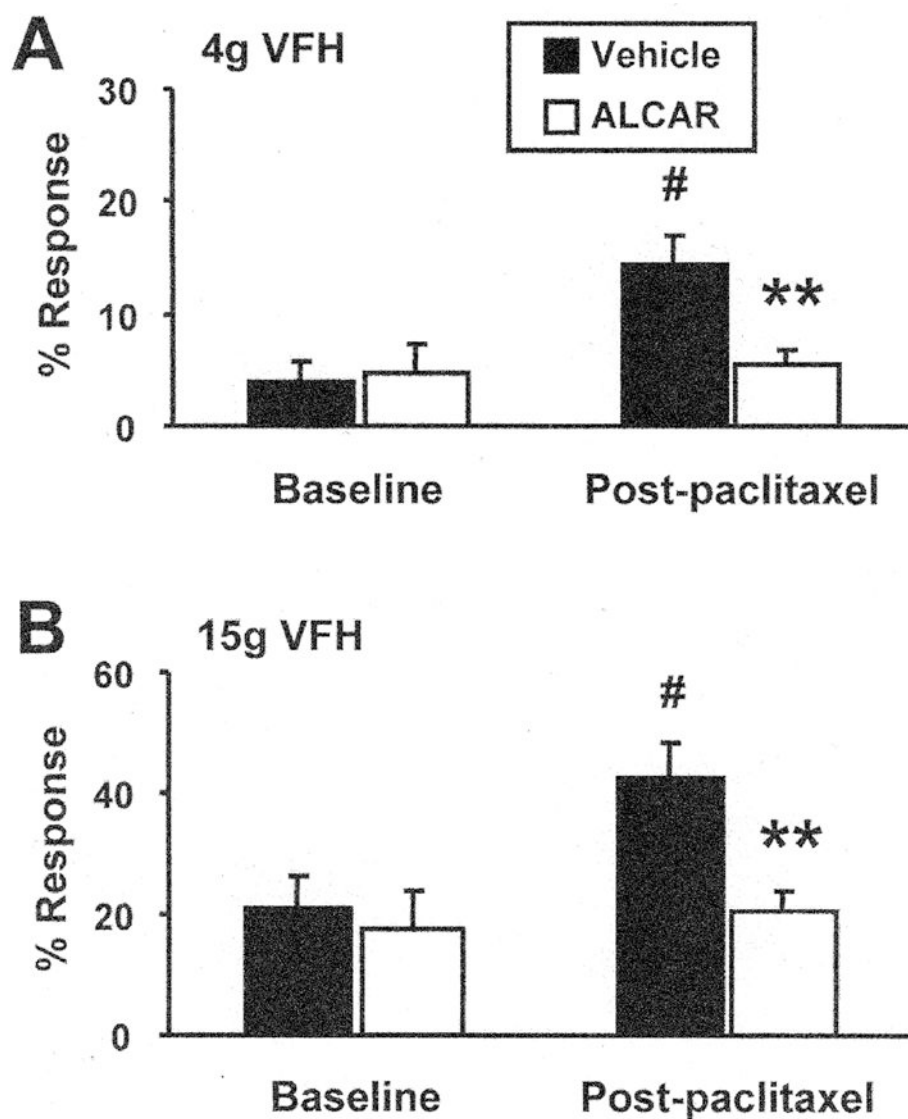 A
4g VFH
Vehicle
ALCAR
% Response
30
20
10
0
#
**
Baseline
Post-paclitaxel
B
15g VFH
% Response
60
40
20
0
#
**
Baseline
Post-paclitaxel